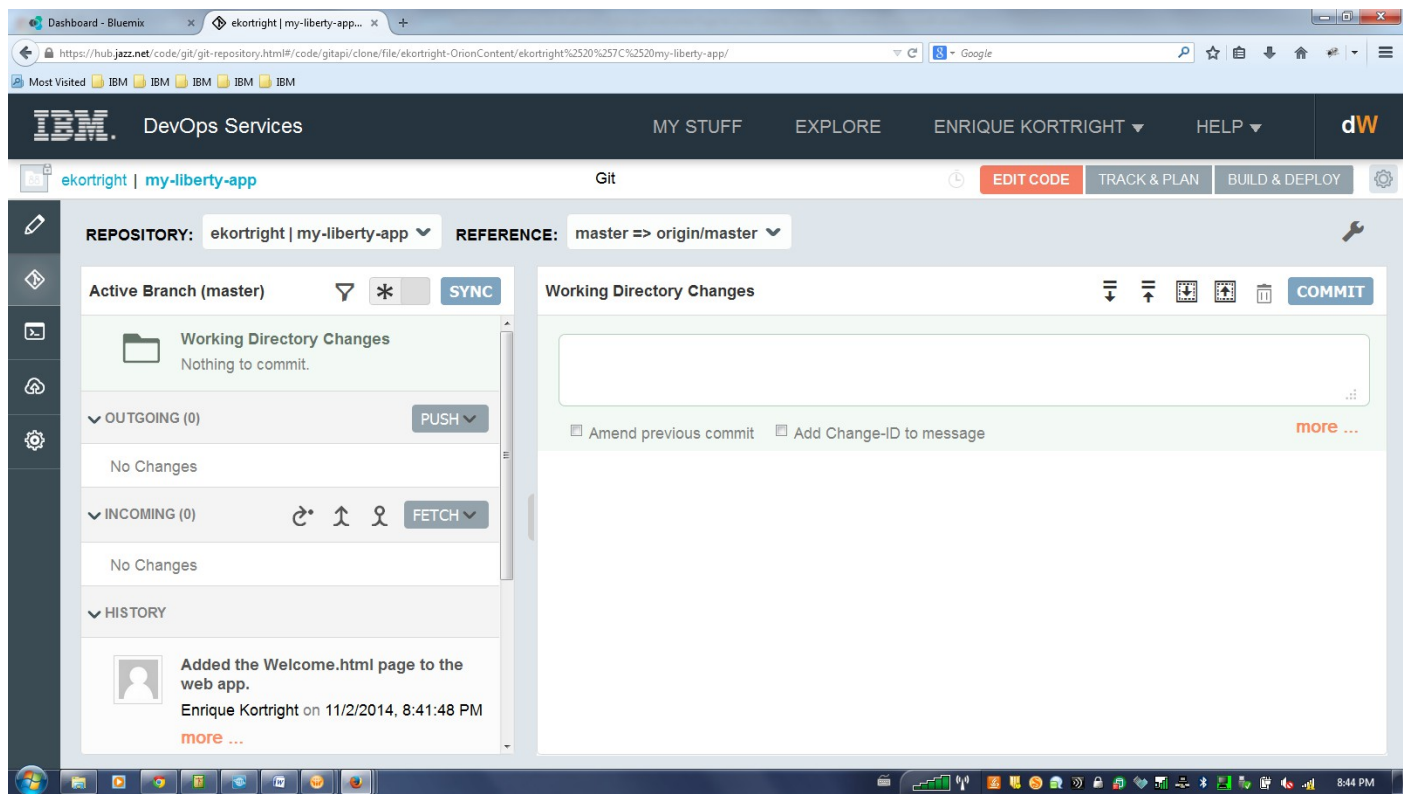 Dashboard - Bluemix
ekortright | my-liberty-app...
https://hub.jazz.net/code/git/git-repository.html#/code/gitapi/clone/file/ekortright-OrionContent/ekortright%2520%257C%2520my-liberty-app/
Google
Most Visited IBM IBM IBM IBM IBM
IBM. DevOps Services MY STUFF EXPLORE ENRIQUE KORTRIGHT HELP dW
ekortright | my-liberty-app Git EDIT CODE TRACK & PLAN BUILD & DEPLOY
REPOSITORY: ekortright | my-liberty-app REFERENCE: master => origin/master
Active Branch (master) SYNC
Working Directory Changes
Nothing to commit.
OUTGOING (0) PUSH
No Changes
INCOMING (0) FETCH
No Changes
HISTORY
Added the Welcome.html page to the
web app.
Enrique Kortright on 11/2/2014, 8:41:48 PM
more ...
Working Directory Changes COMMIT
Amend previous commit Add Change-ID to message more ...
8:44 PM